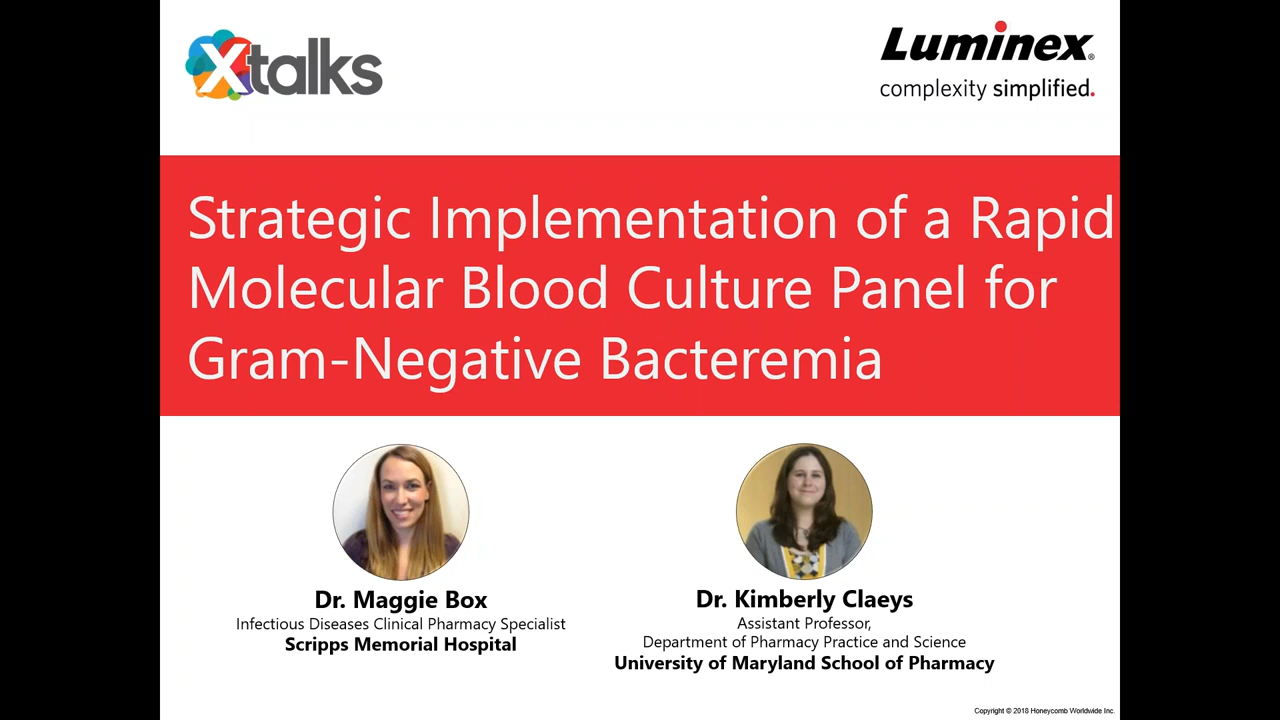 Xtalks
Luminex®
complexity simplified.
Strategic Implementation of a Rapid
Molecular Blood Culture Panel for
Gram-Negative Bacteremia
Dr. Maggie Box
Infectious Diseases Clinical Pharmacy Specialist
Scripps Memorial Hospital
Dr. Kimberly Claeys
Assistant Professor,
Department of Pharmacy Practice and Science
University of Maryland School of Pharmacy
Copyright © 2018 Honeycomb Worldwide Inc.